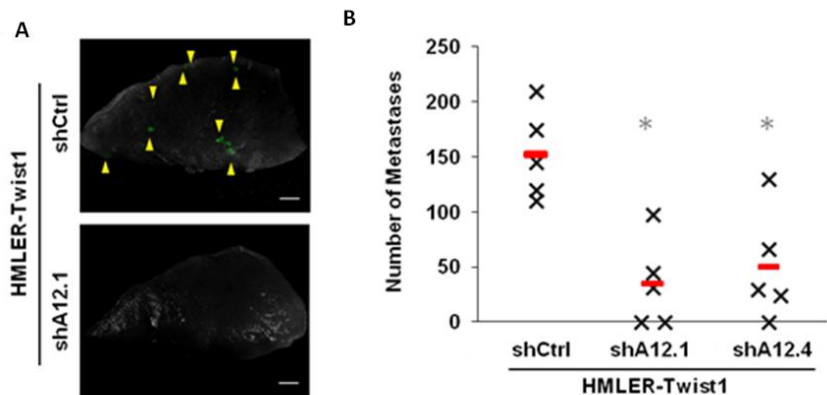 A
HMLER-Twist1
shCtrl
shA12.1
B
Number of Metastases
250
200
150
100
50
0
*
*
shCtrl
shA12.1
shA12.4
HMLER-Twist1